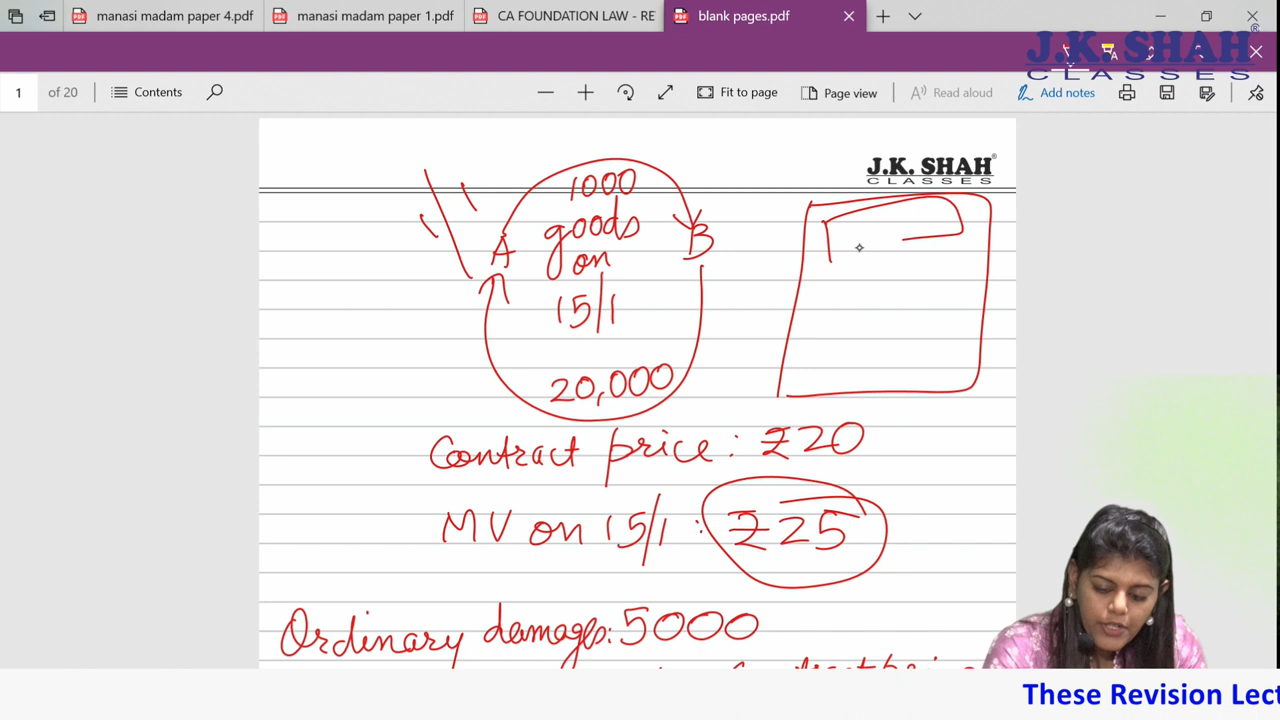 manasi madam paper 4.pdf
manasi madam paper 1.pdf
CA FOUNDATION LAW - RE
blank pages.pdf
J.K. SHAH®
CLASSES
1 of 20
Contents
Fit to page
Page view
Read aloud
Add notes
J.K. SHAH®
CLASSES
1000
A goods B
on
15/1
20,000
Contract price: ₹20
MV on 15/1: ₹25
Ordinary damages: 5000
These Revision Lect